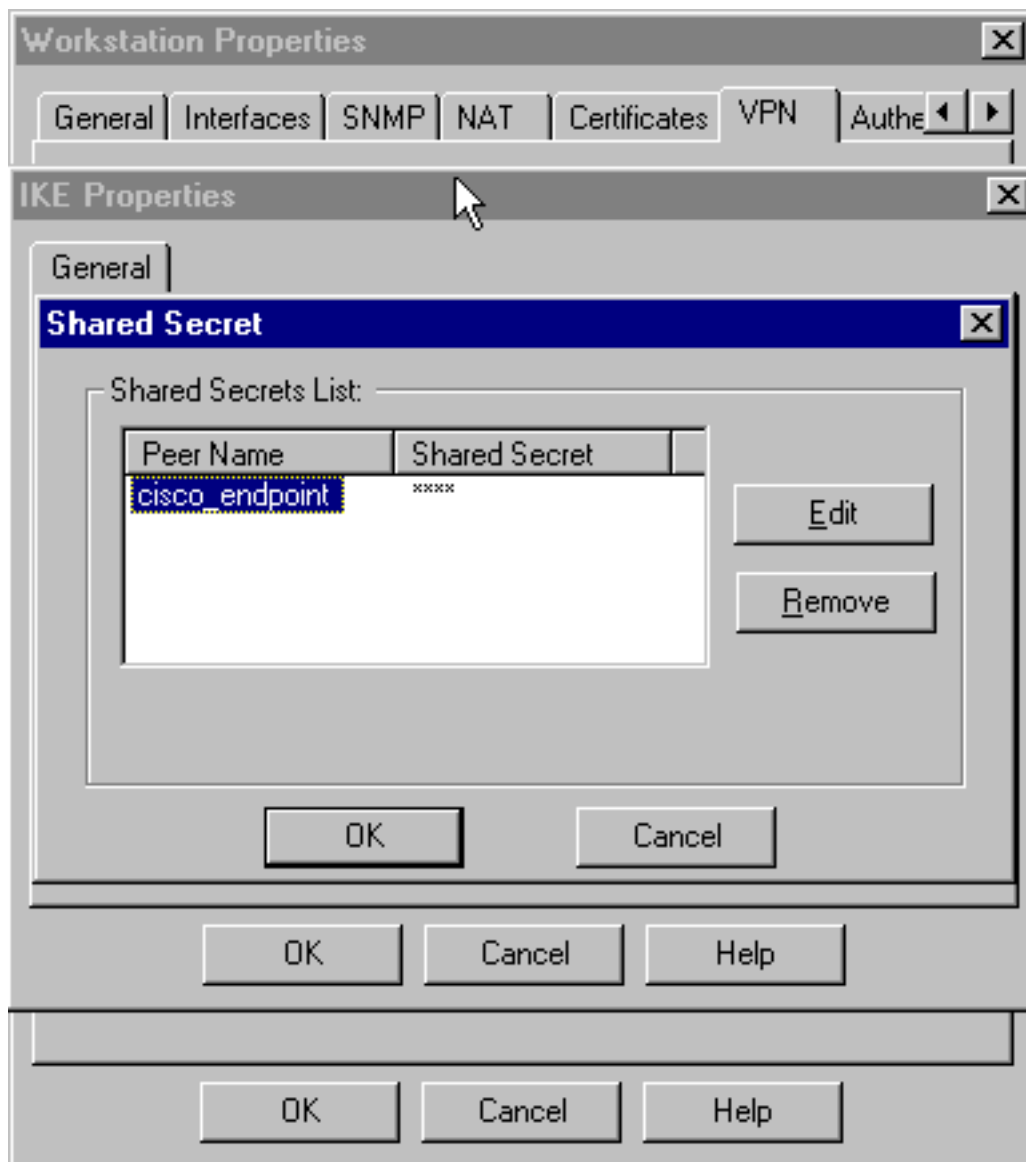 Workstation Properties
General Interfaces SNMP NAT Certificates VPN Authe
IKE Properties
General
Shared Secret
Shared Secrets List:
Peer Name Shared Secret
cisco_endpoint ****
Edit
Remove
OK Cancel
OK Cancel Help
OK Cancel Help